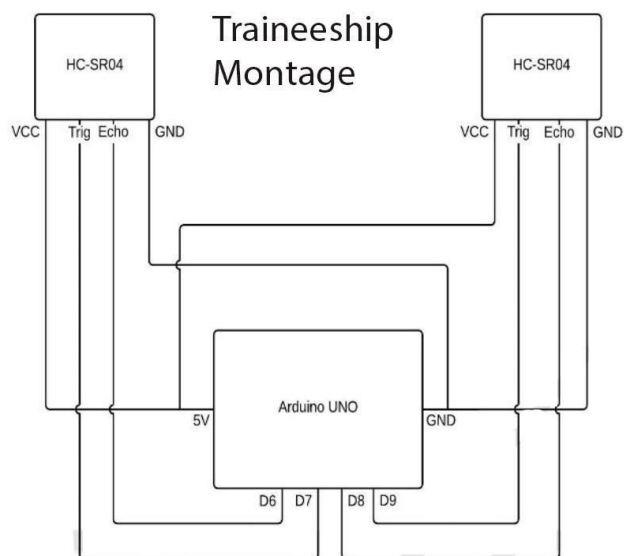 Traineeship
Montage
HC-SR04
HC-SR04
VCC Trig Echo GND
VCC Trig Echo GND
Arduino UNO
5V
GND
D6 D7 D8 D9